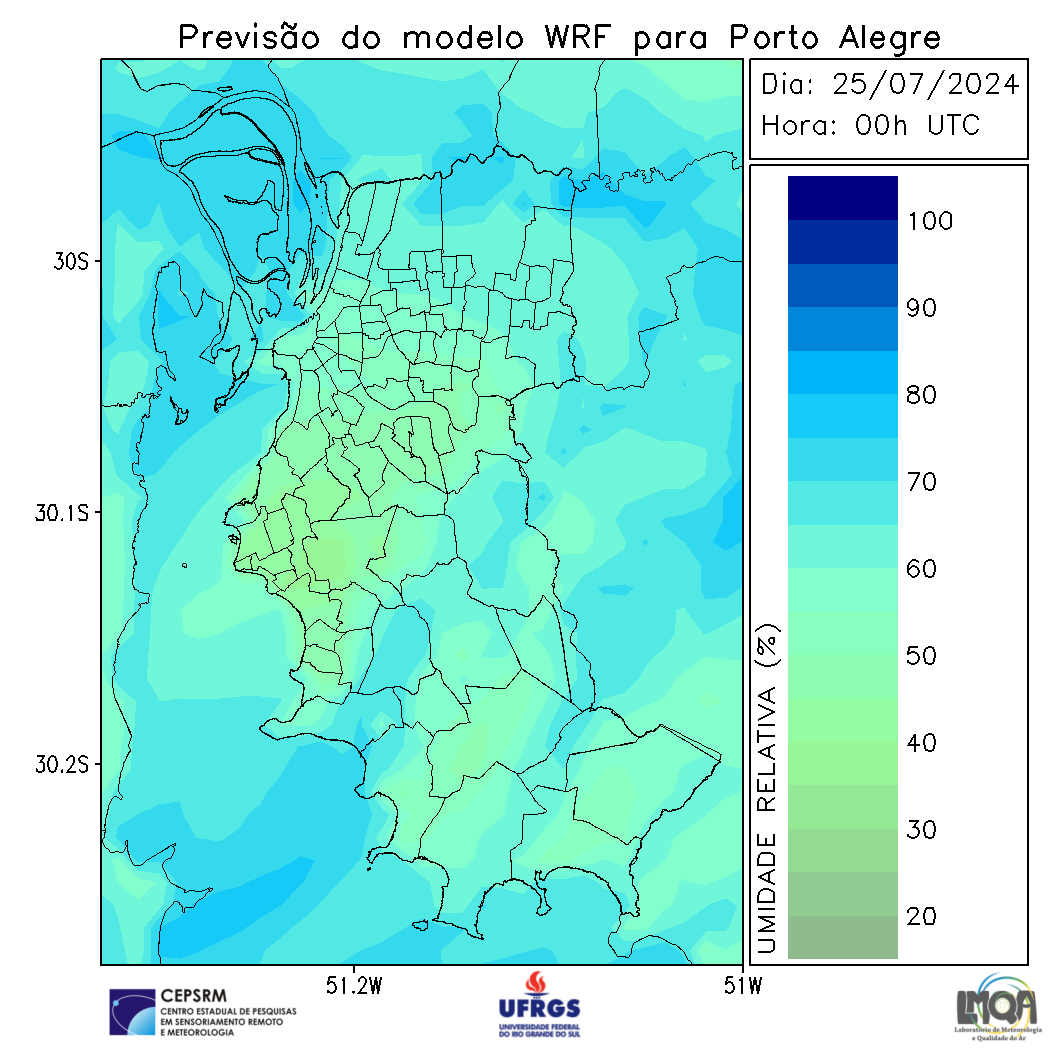 Previsão do modelo WRF para Porto Alegre
Dia: 25/07/2024
Hora: 00h UTC
100
90
80
70
60
50
40
30
20
UMIDADE RELATIVA (%)
30S
30.1S
30.2S
51.2W
51W
CEPSRM
CENTRO ESTADUAL DE PESQUISAS
EM SENSORIAMENTO REMOTO
E METEOROLOGIA
UFRGS
UNIVERSIDADE FEDERAL
DO RIO GRANDE DO SUL
LMQA
Laboratório de Meteorologia
e Qualidade do Ar